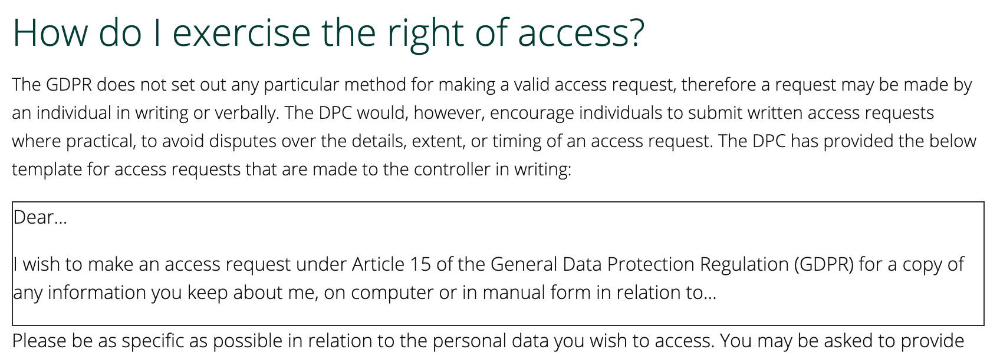 How do I exercise the right of access?
The GDPR does not set out any particular method for making a valid access request, therefore a request may be made by
an individual in writing or verbally. The DPC would, however, encourage individuals to submit written access requests
where practical, to avoid disputes over the details, extent, or timing of an access request. The DPC has provided the below
template for access requests that are made to the controller in writing:
Dear...
I wish to make an access request under Article 15 of the General Data Protection Regulation (GDPR) for a copy of
any information you keep about me, on computer or in manual form in relation to...
Please be as specific as possible in relation to the personal data you wish to access. You may be asked to provide